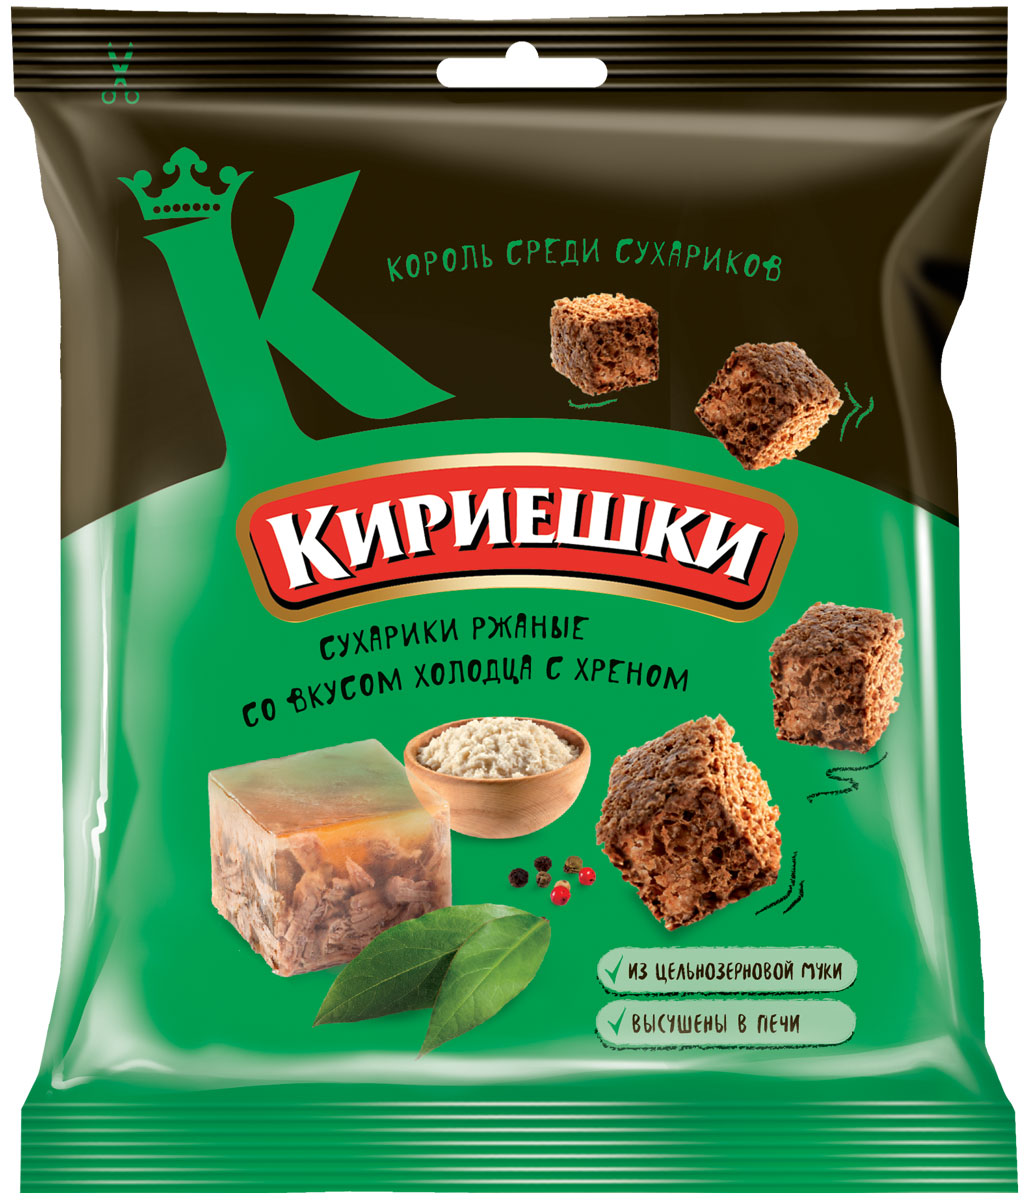 К
КОРОЛЬ СРЕДИ СУХАРИКОВ
КИРИЕШКИ
СУХАРИКИ РЖАНЫЕ
СО ВКУСОМ ХОЛОДЦА С ХРЕНОМ
ИЗ ЦЕЛЬНОЗЕРНОВОЙ МУКИ
ВЫСУШЕНЫ В ПЕЧИ